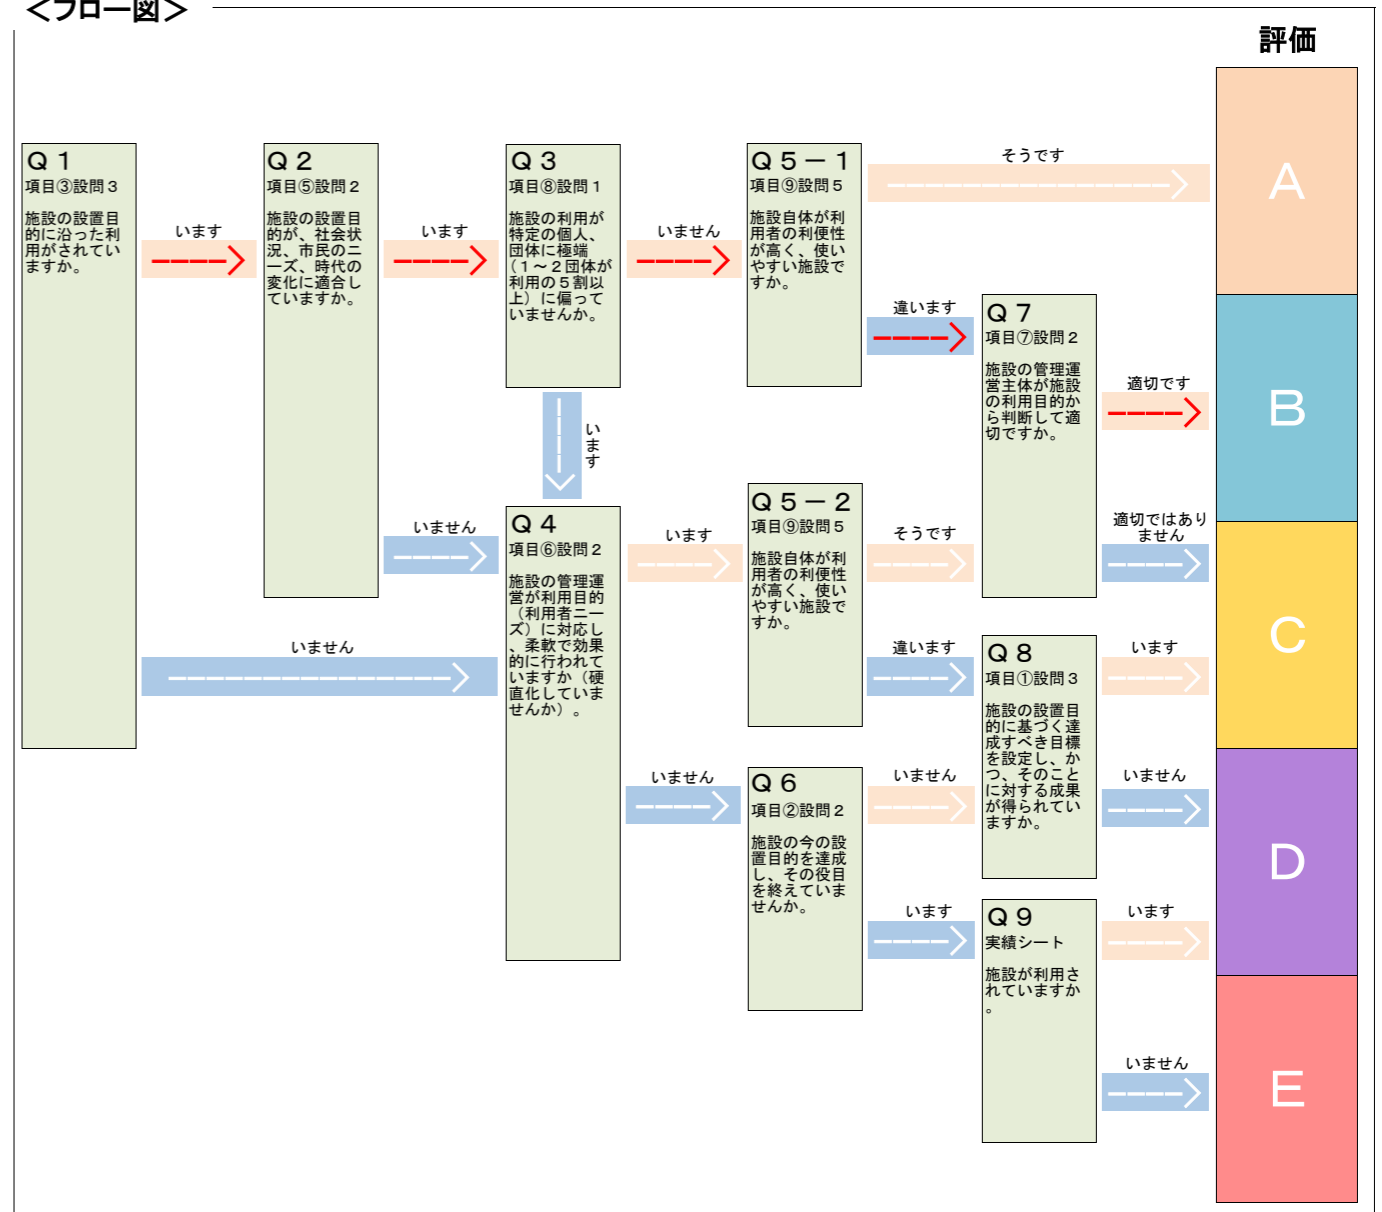 ＜フロー図＞
評価
Ｑ１
項目③設問３
施設の設置目
的に沿った利
用がされてい
ますか。
います
いません
Ｑ２
項目⑤設問２
施設の設置目
的が、社会状
況、市民のニ
ーズ、時代の
変化に適合し
ていますか。
います
いません
Ｑ３
項目⑧設問１
施設の利用が
特定の個人、
団体に極端
（１～２団体が
利用の５割以
上）に偏って
いませんか。
いません
います
Ｑ４
項目⑥設問２
施設の管理運
営が利用目的
（利用者ニー
ズ）に対応し
、柔軟で効果
的に行われて
いますか（硬
直化していま
せんか）。
います
いません
Ｑ５－１
項目⑨設問５
施設自体が利
用者の利便性
が高く、使い
やすい施設で
すか。
そうです
違います
Ｑ５－２
項目⑨設問５
施設自体が利
用者の利便性
が高く、使い
やすい施設で
すか。
そうです
違います
Ｑ６
項目②設問２
施設の今の設
置目的を達成
し、その役目
を終えていま
せんか。
いません
います
Ｑ７
項目⑦設問２
施設の管理運
営主体が施設
の利用目的か
ら判断して適
切ですか。
適切です
適切ではあり
ません
Ｑ８
項目①設問３
施設の設置目
的に基づく達
成すべき目標
を設定し、か
つ、そのこと
に対する成果
が得られてい
ますか。
います
いません
Ｑ９
実績シート
施設が利用さ
れていますか
。
います
いません
Ａ
Ｂ
Ｃ
Ｄ
Ｅ